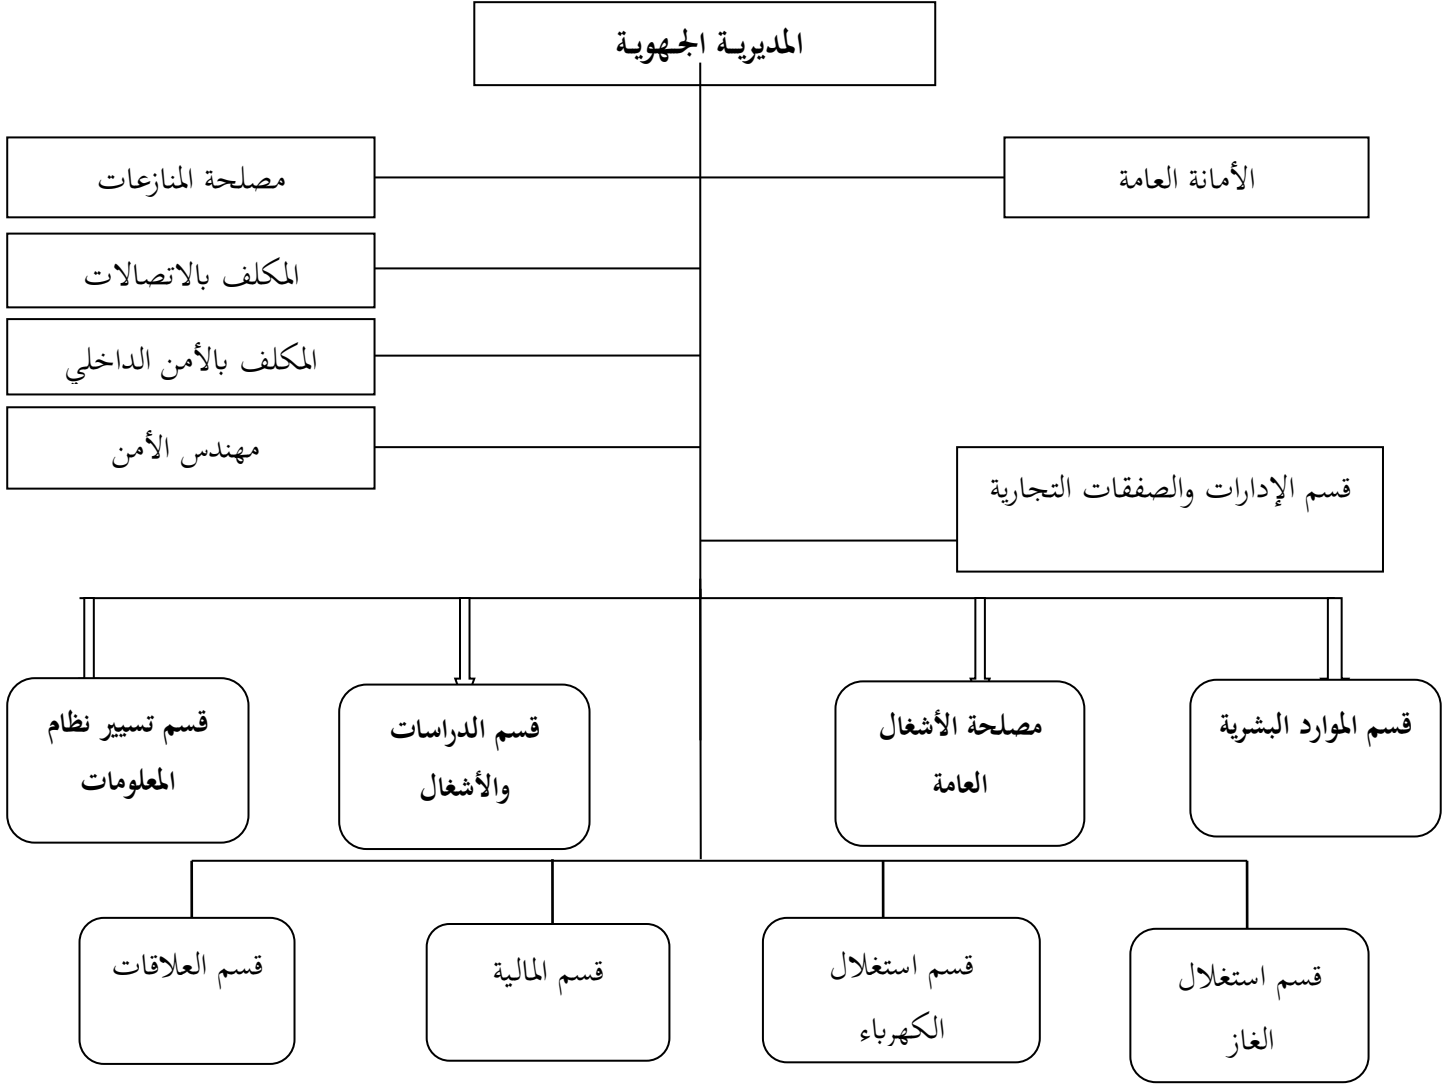 المديرية الجهوية
الأمانة العامة
مصلحة المنازعات
المكلف بالاتصالات
المكلف بالأمن الداخلي
مهندس الأمن
قسم الإدارات والصفقات التجارية
قسم الموارد البشرية
مصلحة الأشغال
العامة
قسم الدراسات
والأشغال
قسم تسيير نظام
المعلومات
قسم استغلال
الغاز
قسم استغلال
الكهرباء
قسم المالية
قسم العلاقات